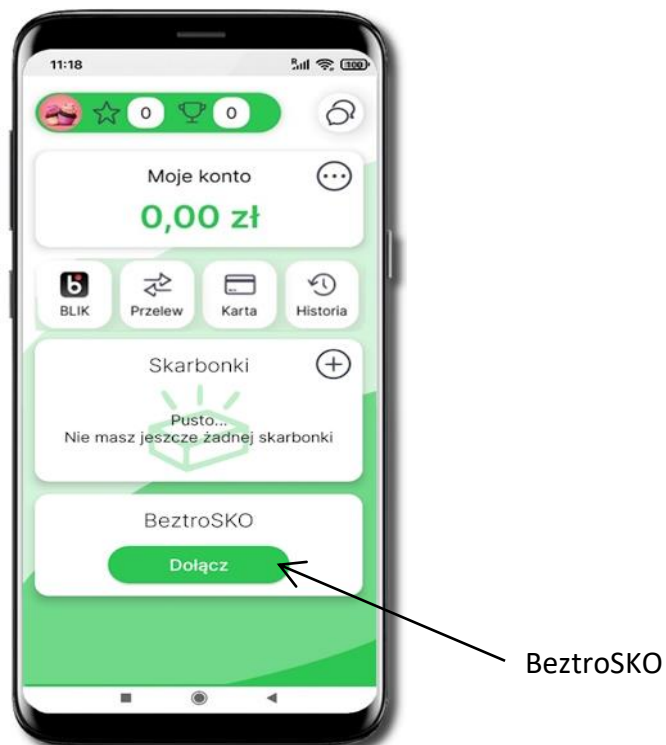 11:18
R
100
0
0
Moje konto
0,00 zł
b
BLIK
Przelew
Karta
Historia
Skarbonki
Pusto...
Nie masz jeszcze żadnej skarbonki
BeztroSKO
Dołącz
BeztroSKO